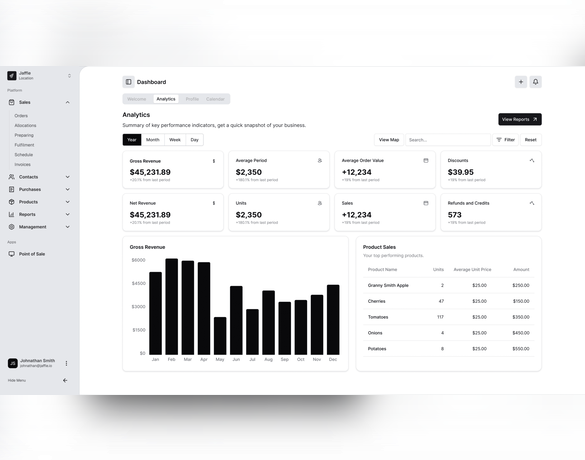 Jaffle
Location
Platform
Sales
Orders
Allocations
Preparing
Fulfilment
Schedule
Invoices
Contacts
Purchases
Products
Reports
Management
Apps
Point of Sale
JS
Johnathan Smith
johnathan@jaffle.io
Hide Menu
Dashboard
Welcome Analytics Profile Calendar
Analytics
Summary of key performance indicators, get a quick snapshot of your business.
View Reports
Year Month Week Day
View Map Search... Filter Reset
Gross Revenue $
$45,231.89
+20.1% from last period
Average Period
$2,350
+180.1% from last period
Average Order Value
+12,234
+19% from last period
Discounts
$39.95
+19% from last period
Net Revenue $
$45,231.89
+20.1% from last period
Units
$2,350
+180.1% from last period
Sales
+12,234
+19% from last period
Refunds and Credits
573
+19% from last period
Gross Revenue
$6000
$4500
$3000
$1500
$0
Jan Feb Mar Apr May Jun Jul Aug Sep Oct Nov Dec
Product Sales
Your top performing products.
Product Name Units Average Unit Price Amount
Granny Smith Apple 2 $25.00 $250.00
Cherries 47 $25.00 $150.00
Tomatoes 117 $25.00 $350.00
Onions 4 $25.00 $450.00
Potatoes 8 $25.00 $550.00